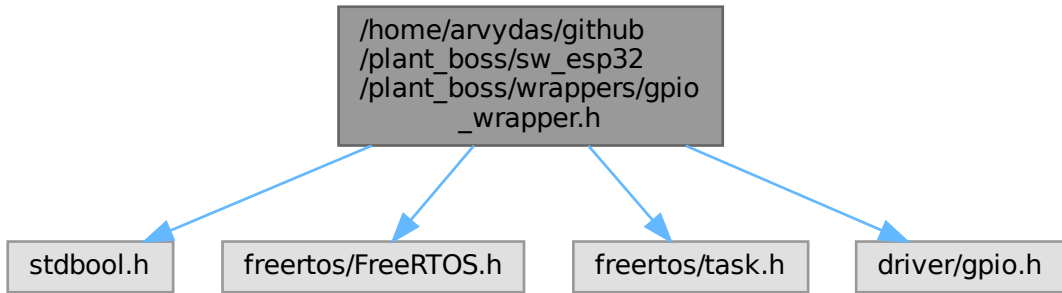 /home/arvydas/github
/plant_boss/sw_esp32
/plant_boss/wrappers/gpio
_wrapper.h
stdbool.h
freertos/FreeRTOS.h
freertos/task.h
driver/gpio.h